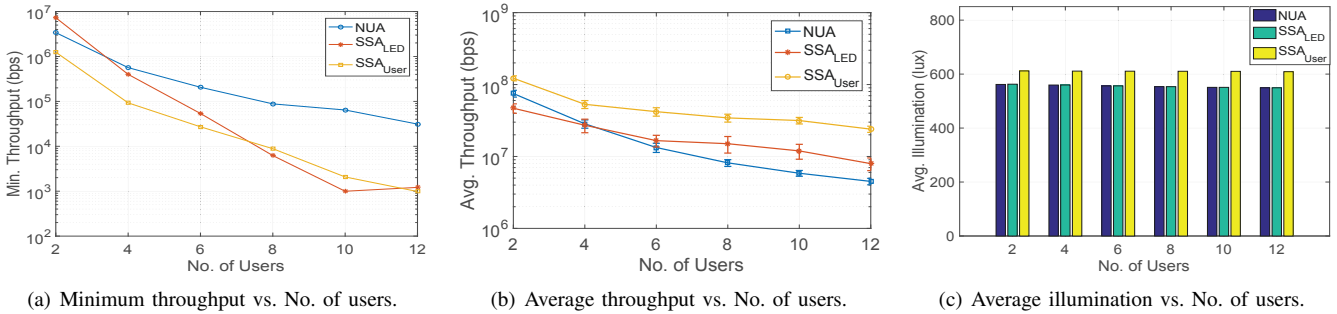 10^7
10^6
10^5
10^4
10^3
10^2
Min. Throughput (bps)
2 4 6 8 10 12
No. of Users
NUA
SSA_LED
SSA_User
(a) Minimum throughput vs. No. of users.
10^9
10^8
10^7
10^6
Avg. Throughput (bps)
2 4 6 8 10 12
No. of Users
NUA
SSA_LED
SSA_User
(b) Average throughput vs. No. of users.
800
600
400
200
0
Avg. Illumination (lux)
2 4 6 8 10 12
No. of Users
NUA
SSA_LED
SSA_User
(c) Average illumination vs. No. of users.